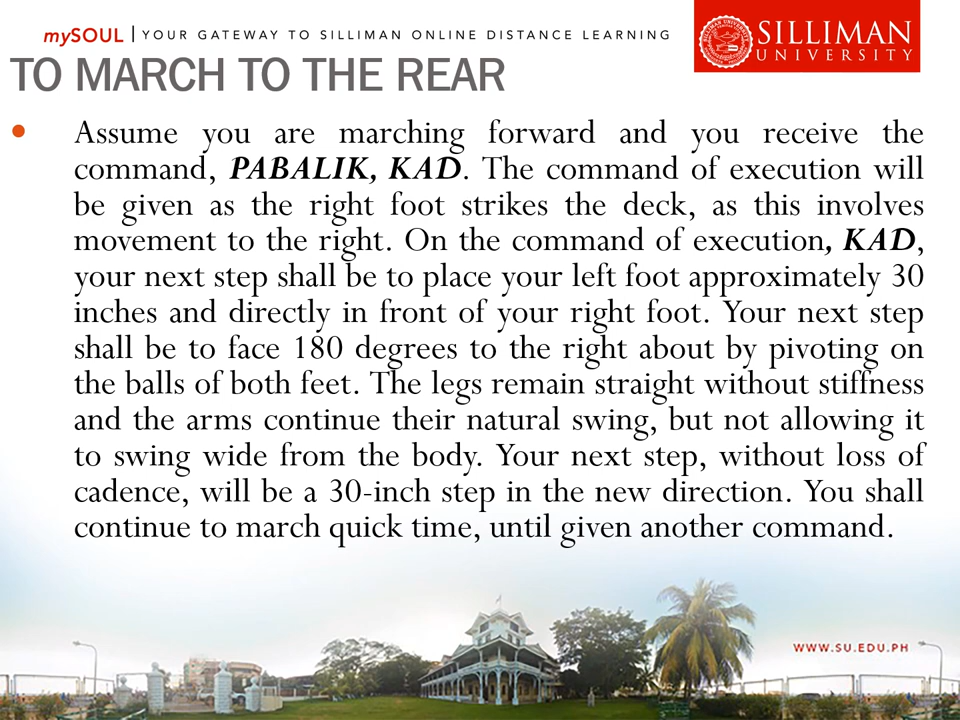 mySOUL | YOUR GATEWAY TO SILLIMAN ONLINE DISTANCE LEARNING
SILLIMAN
UNIVERSITY
TO MARCH TO THE REAR
• Assume you are marching forward and you receive the
command, PABALIK, KAD. The command of execution will
be given as the right foot strikes the deck, as this involves
movement to the right. On the command of execution, KAD,
your next step shall be to place your left foot approximately 30
inches and directly in front of your right foot. Your next step
shall be to face 180 degrees to the right about by pivoting on
the balls of both feet. The legs remain straight without stiffness
and the arms continue their natural swing, but not allowing it
to swing wide from the body. Your next step, without loss of
cadence, will be a 30-inch step in the new direction. You shall
continue to march quick time, until given another command.
WWW.SU.EDU.PH